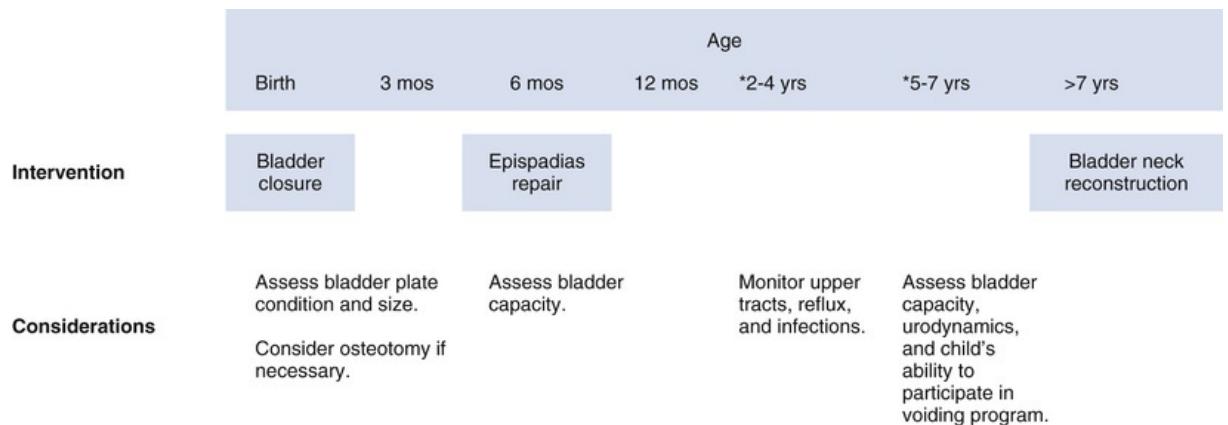 Age
Birth 3 mos 6 mos 12 mos *2-4 yrs *5-7 yrs >7 yrs
Intervention
Bladder
closure
Epispadias
repair
Bladder neck
reconstruction
Considerations
Assess bladder plate
condition and size.
Consider osteotomy if
necessary.
Assess bladder
capacity.
Monitor upper
tracts, reflux,
and infections.
Assess bladder
capacity,
urodynamics,
and child's
ability to
participate in
voiding program.